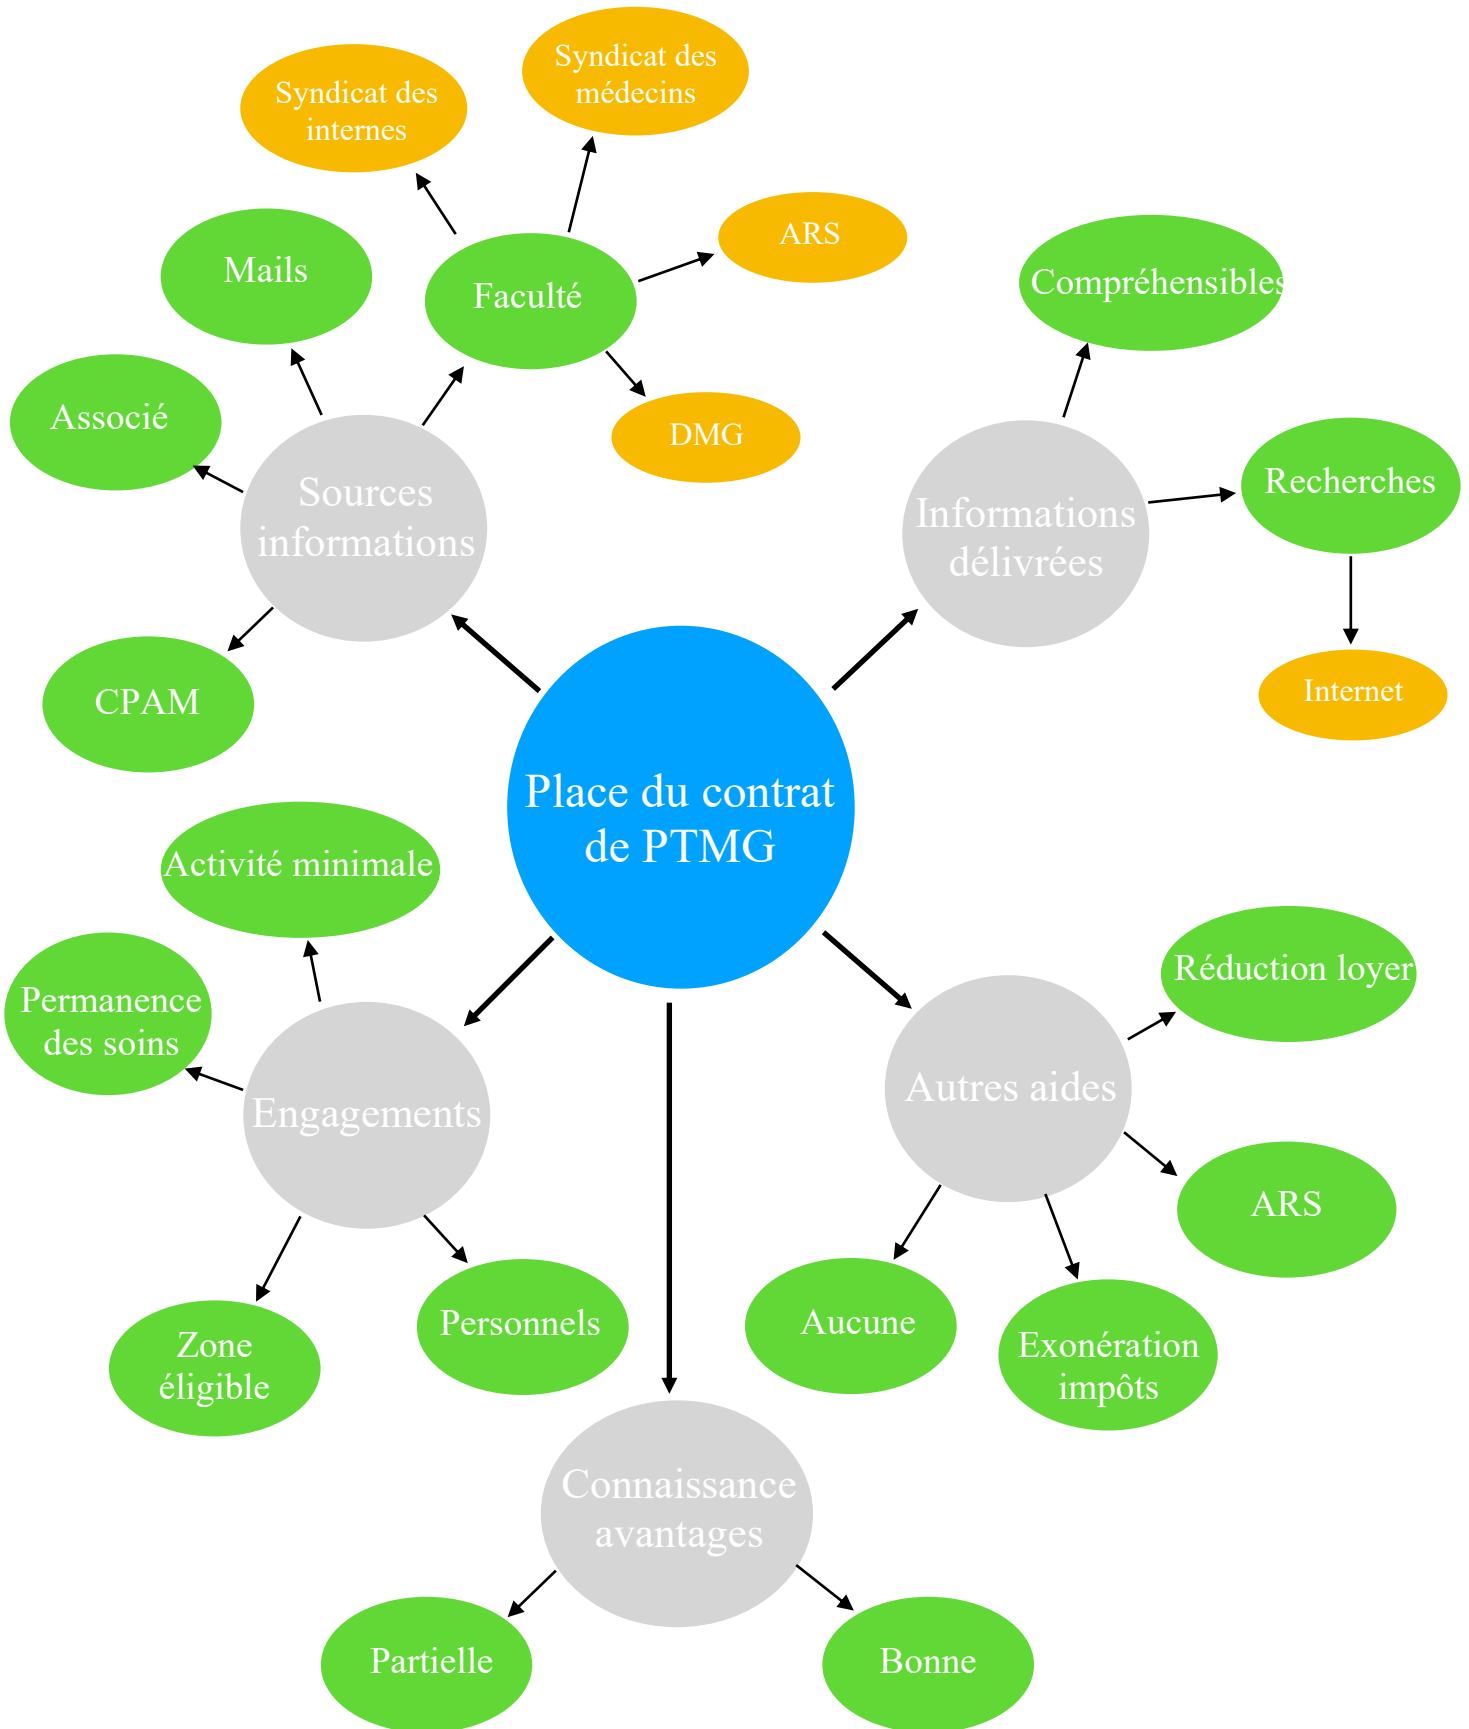 Syndicat des
médecins
Syndicat des
internes
ARS
Mails
Faculté
Compréhensibles
Associé
DMG
Sources
informations
Informations
délivrées
Recherches
CPAM
Internet
Place du contrat
de PTMG
Activité minimale
Permanence
des soins
Réduction loyer
Engagements
Autres aides
ARS
Zone
éligible
Personnels
Aucune
Exonération
impôts
Connaissance
avantages
Partielle
Bonne